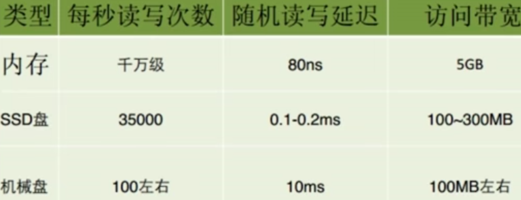 类型 每秒读写次数 随机读写延迟 访问带宽
内存 千万级 80ns 5GB
SSD盘 35000 0.1-0.2ms 100~300MB
机械盘 100左右 10ms 100MB左右